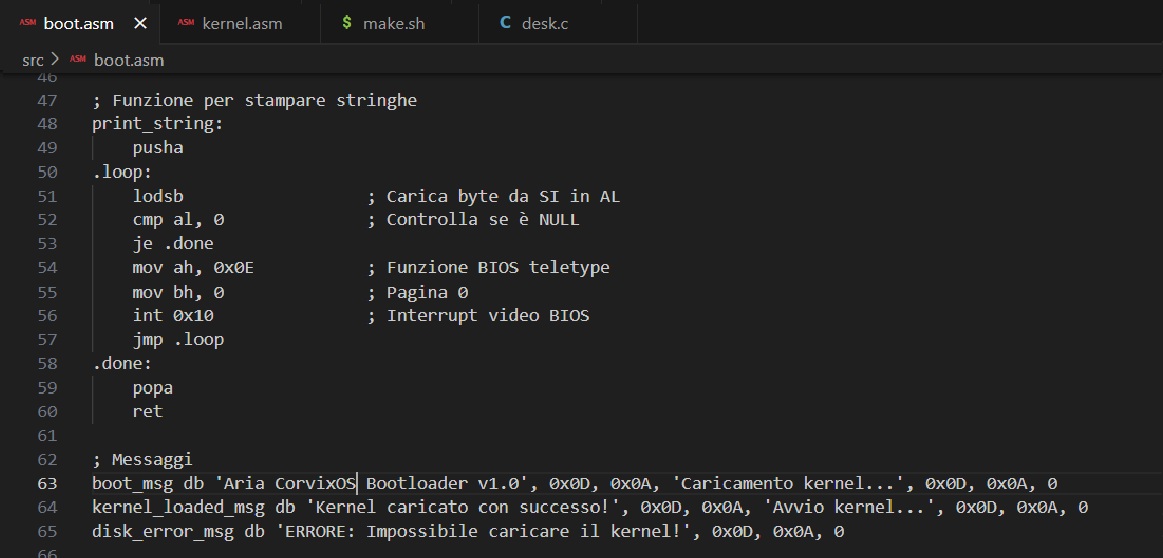 ASM boot.asm × ASM kernel.asm $ make.sh C desk.c
src > ASM boot.asm
46
47 ; Funzione per stampare stringhe
48 print_string:
49     pusha
50 .loop:
51     lodsb                  ; Carica byte da SI in AL
52     cmp al, 0              ; Controlla se è NULL
53     je .done
54     mov ah, 0x0E           ; Funzione BIOS teletype
55     mov bh, 0              ; Pagina 0
56     int 0x10               ; Interrupt video BIOS
57     jmp .loop
58 .done:
59     popa
60     ret
61
62 ; Messaggi
63 boot_msg db 'Aria CorvixOS Bootloader v1.0', 0x0D, 0x0A, 'Caricamento kernel...', 0x0D, 0x0A, 0
64 kernel_loaded_msg db 'Kernel caricato con successo!', 0x0D, 0x0A, 'Avvio kernel...', 0x0D, 0x0A, 0
65 disk_error_msg db 'ERRORE: Impossibile caricare il kernel!', 0x0D, 0x0A, 0
66